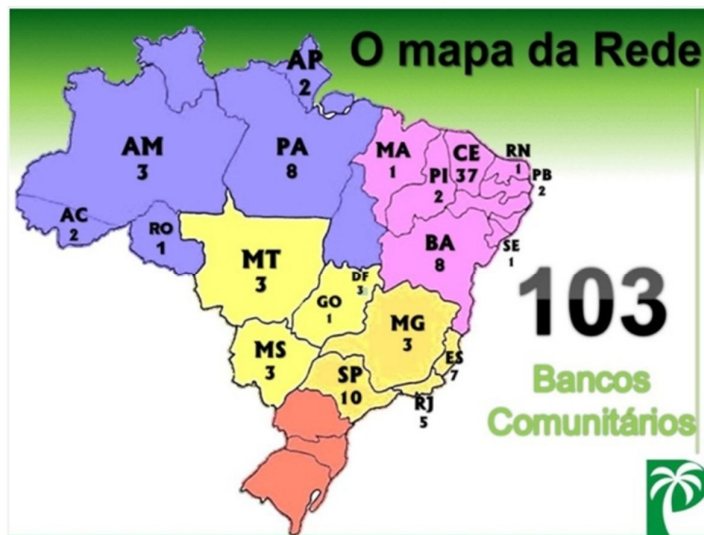 O mapa da Rede
AP
2
AM
3
PA
8
MA
1
CE
37
RN
1
PI
2
PB
2
AC
2
RO
1
BA
8
SE
1
MT
3
DF
3
GO
1
103
MG
3
MS
3
ES
7
SP
10
RJ
5
Bancos
Comunitários